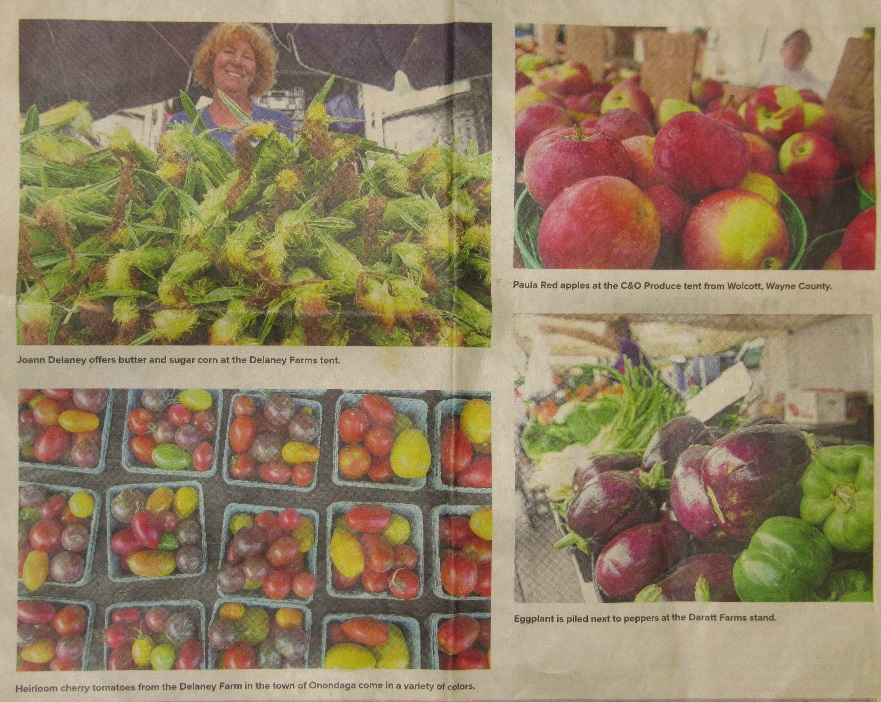 Joann Delaney offers butter and sugar corn at the Delaney Farms tent.
Paula Red apples at the C&O Produce tent from Wolcott, Wayne County.
Heirloom cherry tomatoes from the Delaney Farm in the town of Onondaga come in a variety of colors.
Eggplant is piled next to peppers at the Daratt Farms stand.